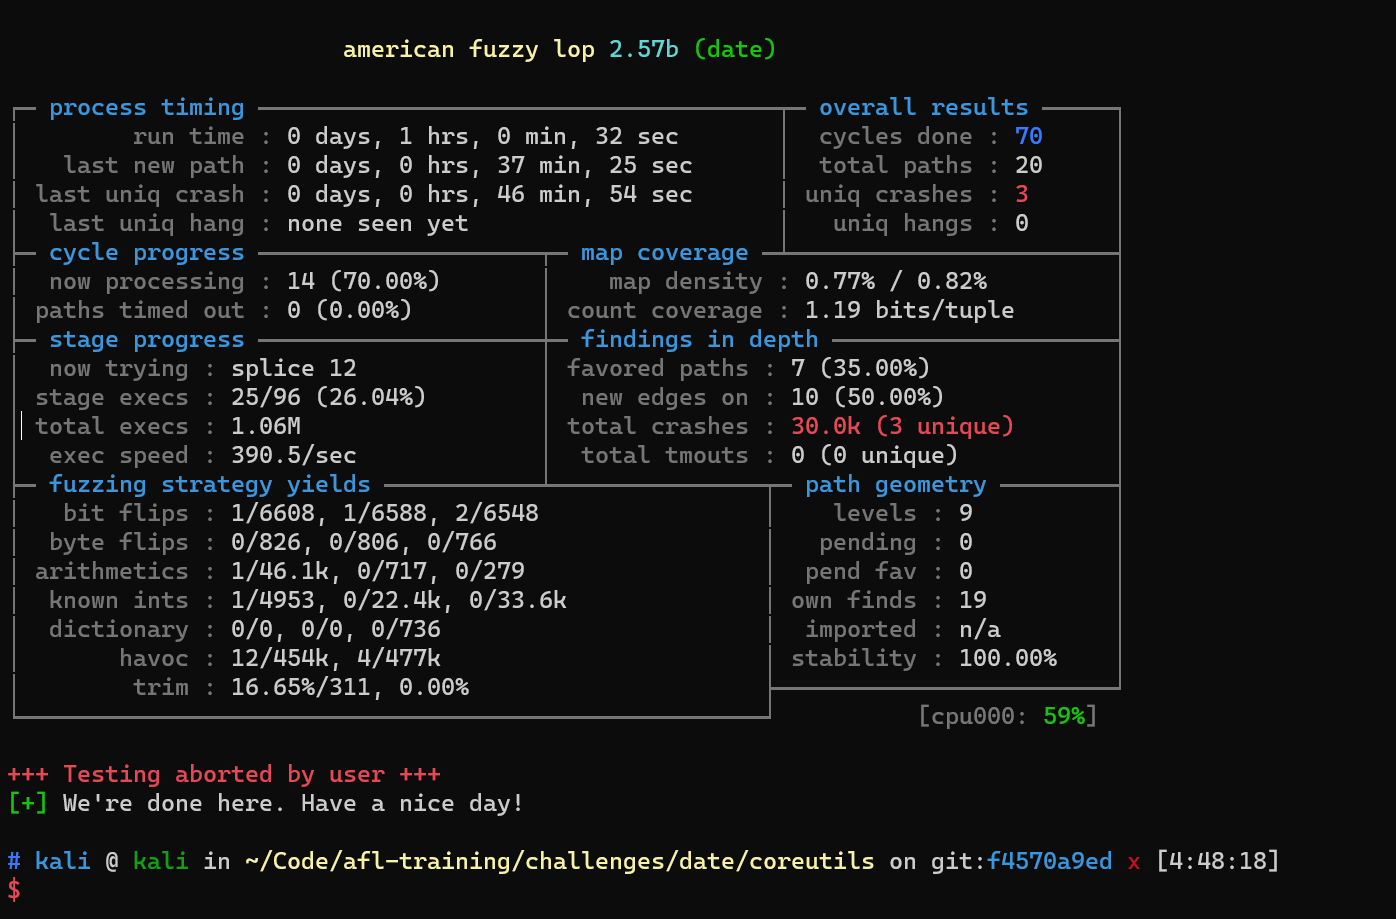 american fuzzy lop 2.57b (date)
process timing overall results
run time : 0 days, 1 hrs, 0 min, 32 sec cycles done : 70
last new path : 0 days, 0 hrs, 37 min, 25 sec total paths : 20
last uniq crash : 0 days, 0 hrs, 46 min, 54 sec uniq crashes : 3
last uniq hang : none seen yet uniq hangs : 0
cycle progress map coverage
now processing : 14 (70.00%) map density : 0.77% / 0.82%
paths timed out : 0 (0.00%) count coverage : 1.19 bits/tuple
stage progress findings in depth
now trying : splice 12 favored paths : 7 (35.00%)
stage execs : 25/96 (26.04%) new edges on : 10 (50.00%)
total execs : 1.06M total crashes : 30.0k (3 unique)
exec speed : 390.5/sec total tmouts : 0 (0 unique)
fuzzing strategy yields path geometry
bit flips : 1/6608, 1/6588, 2/6548 levels : 9
byte flips : 0/826, 0/806, 0/766 pending : 0
arithmetics : 1/46.1k, 0/717, 0/279 pend fav : 0
known ints : 1/4953, 0/22.4k, 0/33.6k own finds : 19
dictionary : 0/0, 0/0, 0/736 imported : n/a
havoc : 12/454k, 4/477k stability : 100.00%
trim : 16.65%/311, 0.00%
[cpu000: 59%]
+++ Testing aborted by user +++
[+] We're done here. Have a nice day!
# kali @ kali in ~/Code/afl-training/challenges/date/coreutils on git:f4570a9ed x [4:48:18]
$